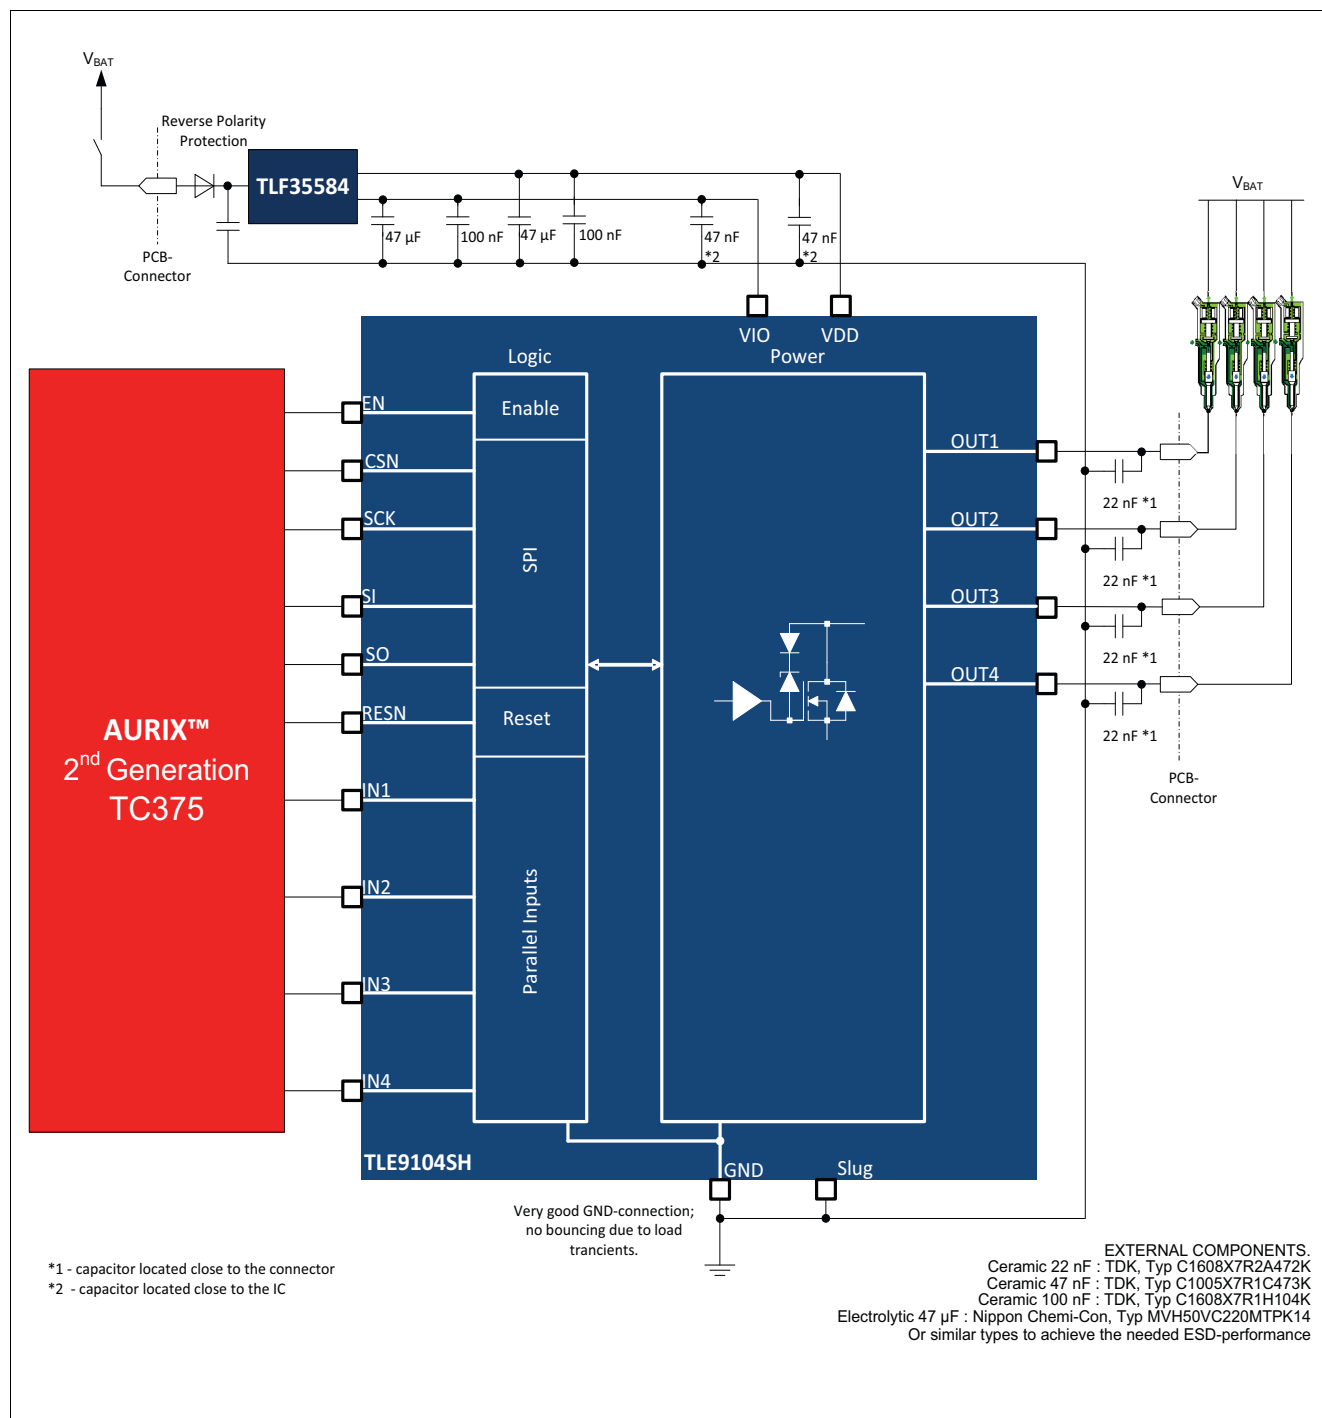 VBAT
Reverse Polarity
Protection
TLF35584
47 µF
100 nF
47 µF
100 nF
47 nF
*2
47 nF
*2
PCB-
Connector
VBAT
VIO
VDD
Logic
Power
EN
Enable
CSN
SCK
SPI
SI
SO
RESN
Reset
IN1
IN2
Parallel Inputs
IN3
IN4
AURIX™
2nd Generation
TC375
OUT1
22 nF *1
OUT2
22 nF *1
OUT3
22 nF *1
OUT4
22 nF *1
PCB-
Connector
TLE9104SH
GND
Slug
Very good GND-connection;
no bouncing due to load
trancients.
*1 - capacitor located close to the connector
*2 - capacitor located close to the IC
EXTERNAL COMPONENTS.
Ceramic 22 nF : TDK, Typ C1608X7R2A472K
Ceramic 47 nF : TDK, Typ C1005X7R1C473K
Ceramic 100 nF : TDK, Typ C1608X7R1H104K
Electrolytic 47 µF : Nippon Chemi-Con, Typ MVH50VC220MTPK14
Or similar types to achieve the needed ESD-performance